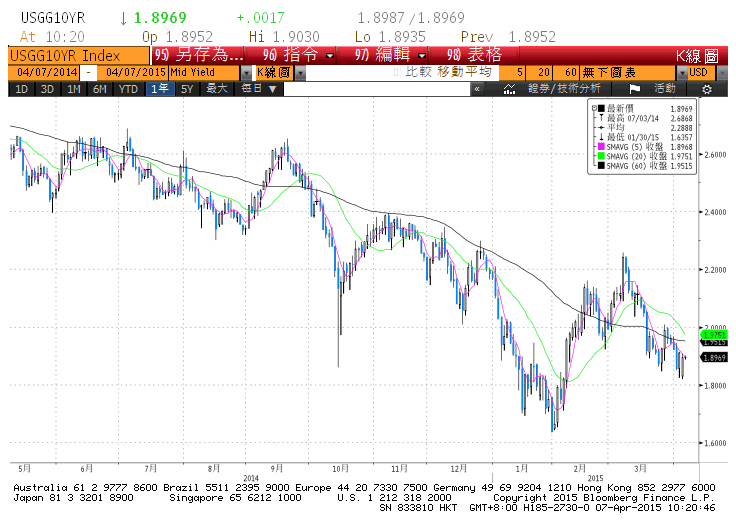 USGG10YR ↓ 1.8969 +.0017 1.8987 /1.8969
At 10:20 Op 1.8952 Hi 1.9030 Lo 1.8935 Prev 1.8952
USGG10YR Index 95) 另存為... 96) 指令 97) 編輯 98) 表格 K線圖
04/07/2014 - 04/07/2015 Mid Yield K線圖 比較 移動平均 5 20 60 無下圖表 USD
1D 3D 1M 6M YTD 1年 5Y 最大 每日 ▼ « 證券/技術分析 活動
最新價 1.8969
最高 07/03/14 2.6868
平均 2.2888
最低 01/30/15 1.6357
SMAVG (5) 收盤 1.8968
SMAVG (20) 收盤 1.9751
SMAVG (60) 收盤 1.9515
2.6000
2.4000
2.2000
2.0000
1.9751
1.9515
1.8969
1.8000
1.6000
5月 6月 7月 8月 9月 10月 11月 12月 1月 2月 3月
2014 2015
Australia 61 2 9777 8600 Brazil 5511 2395 9000 Europe 44 20 7330 7500 Germany 49 69 9204 1210 Hong Kong 852 2977 6000
Japan 81 3 3201 8900 Singapore 65 6212 1000 U.S. 1 212 318 2000 Copyright 2015 Bloomberg Finance L.P.
SN 833810 HKT GMT+8:00 H185-2730-0 07-Apr-2015 10:20:46